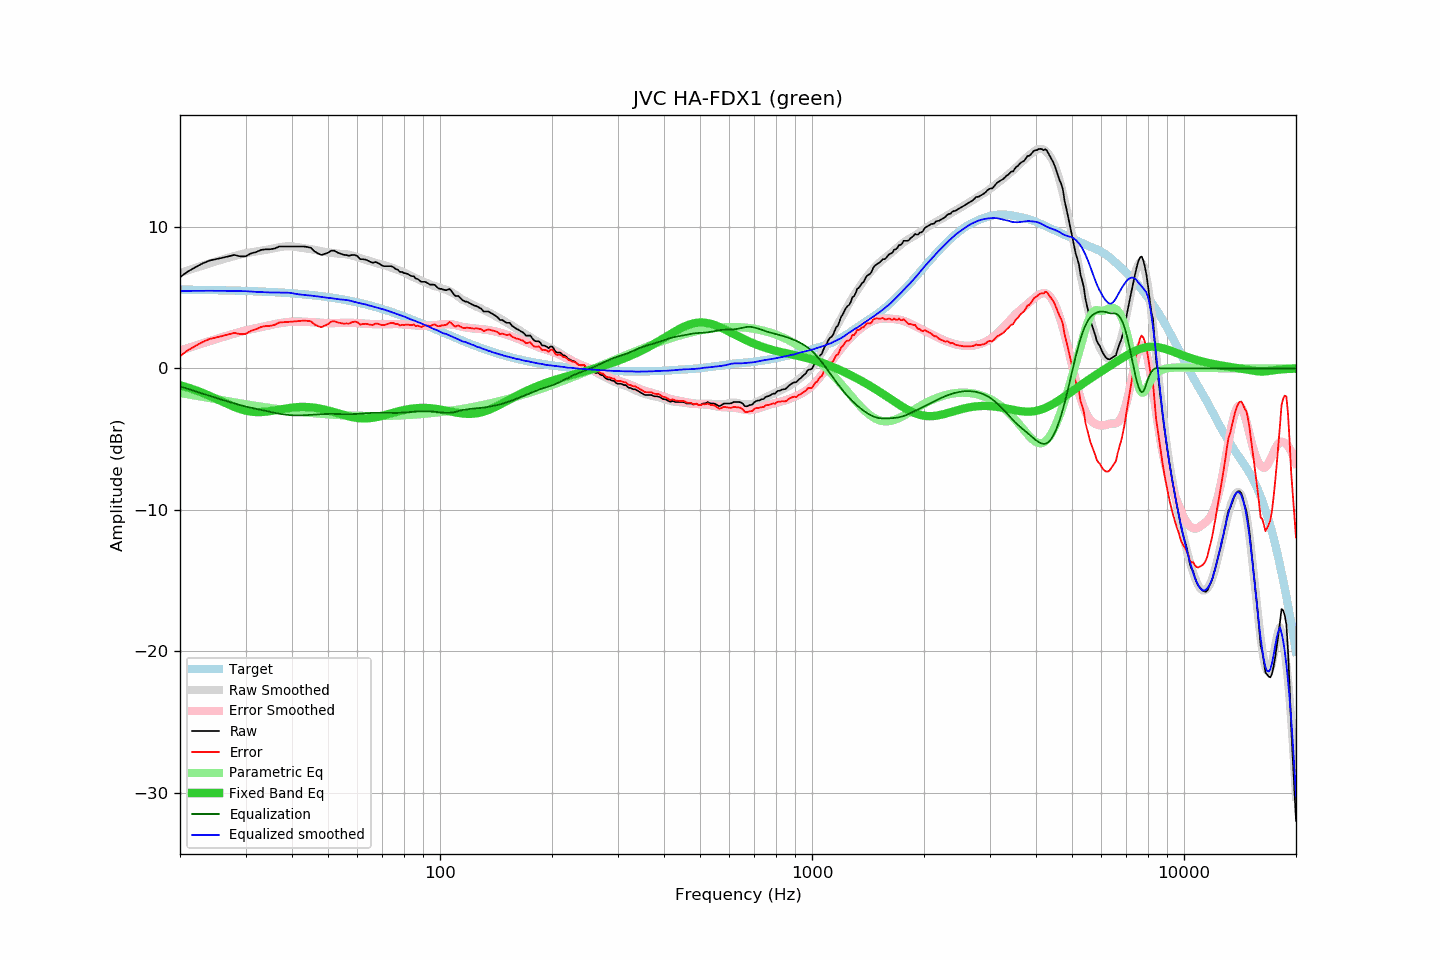 JVC HA-FDX1 (green)
Amplitude (dBr)
10
0
−10
−20
−30
Target
Raw Smoothed
Error Smoothed
Raw
Error
Parametric Eq
Fixed Band Eq
Equalization
Equalized smoothed
100
1000
10000
Frequency (Hz)